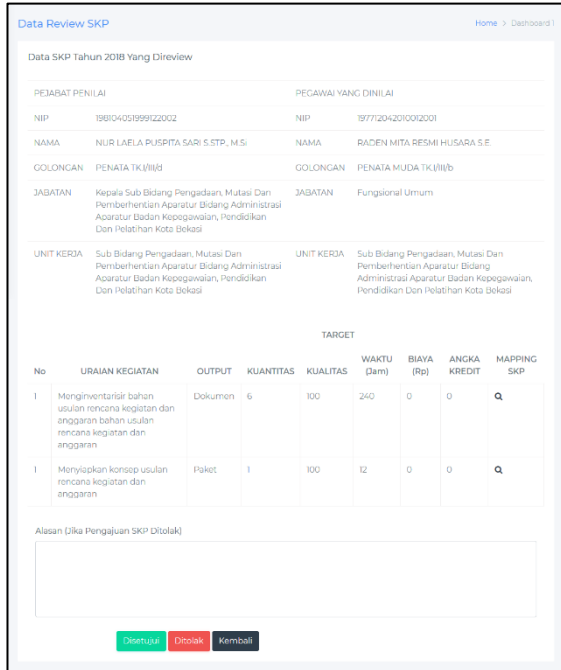 Data Review SKP
Home > Dashboard 1
Data SKP Tahun 2018 Yang Direview
PEJABAT PENILAI PEGAWAI YANG DINILAI
NIP 198104051999122002 NIP 197712042010012001
NAMA NUR LAELA PUSPITA SARI S.STP., M.Si NAMA RADEN MITA RESMI HUSARA S.E.
GOLONGAN PENATA TK.I/III/d GOLONGAN PENATA MUDA TK.I/III/b
JABATAN Kepala Sub Bidang Pengadaan, Mutasi Dan JABATAN Fungsional Umum
Pemberhentian Aparatur Bidang Administrasi
Aparatur Badan Kepegawaian, Pendidikan
Dan Pelatihan Kota Bekasi
UNIT KERJA Sub Bidang Pengadaan, Mutasi Dan UNIT KERJA Sub Bidang Pengadaan, Mutasi Dan
Pemberhentian Aparatur Bidang Administrasi Pemberhentian Aparatur Bidang
Aparatur Badan Kepegawaian, Pendidikan Administrasi Aparatur Badan Kepegawaian,
Dan Pelatihan Kota Bekasi Pendidikan Dan Pelatihan Kota Bekasi
TARGET
No URAIAN KEGIATAN OUTPUT KUANTITAS KUALITAS WAKTU (Jam) BIAYA (Rp) ANGKA KREDIT MAPPING SKP
1 Menginventarisir bahan Dokumen 6 100 240 0 0
usulan rencana kegiatan dan
anggaran bahan usulan
rencana kegiatan dan
anggaran
1 Menyiapkan konsep usulan Paket 1 100 12 0 0
rencana kegiatan dan
anggaran
Alasan (Jika Pengajuan SKP Ditolak)
Disetujui Ditolak Kembali